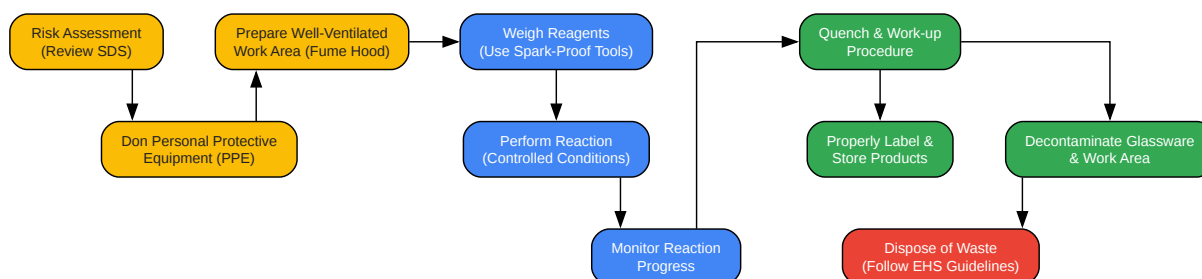 Risk Assessment
(Review SDS)
Don Personal Protective
Equipment (PPE)
Prepare Well-Ventilated
Work Area (Fume Hood)
Weigh Reagents
(Use Spark-Proof Tools)
Perform Reaction
(Controlled Conditions)
Monitor Reaction
Progress
Quench & Work-up
Procedure
Properly Label &
Store Products
Decontaminate Glassware
& Work Area
Dispose of Waste
(Follow EHS Guidelines)